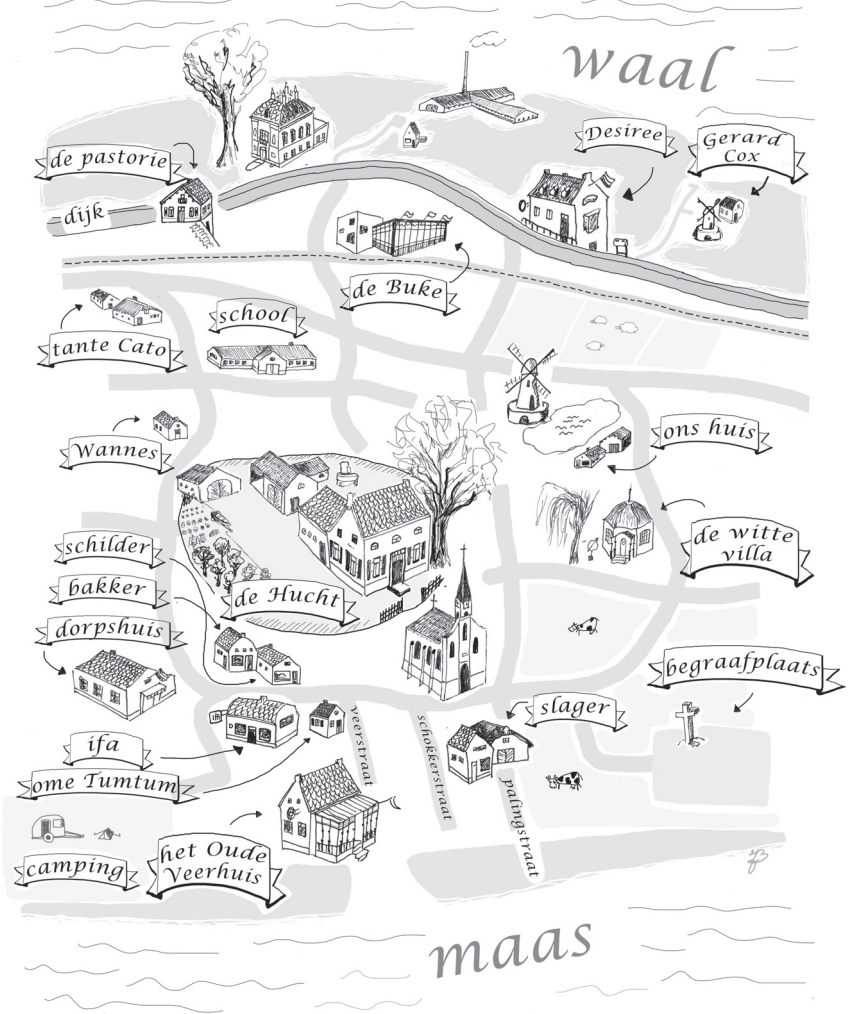 waal
Desiree
Gerard
Cox
de pastorie
dijk
de Buke
school
tante Cato
Wannes
ons huis
de witte
villa
schilder
bakker
de Hucht
dorpshuis
begraafplaats
slager
ifa
ome Tumtum
veerstraat
schokkerstraat
palingstraat
camping
het Oude
Veerhuis
maas